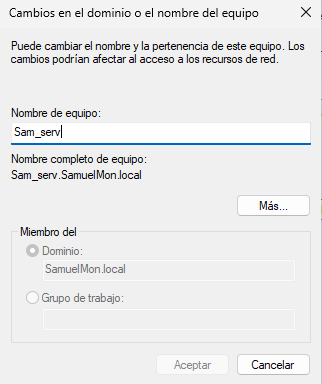 Cambios en el dominio o el nombre del equipo
Puede cambiar el nombre y la pertenencia de este equipo. Los
cambios podrían afectar al acceso a los recursos de red.
Nombre de equipo:
Sam_serv
Nombre completo de equipo:
Sam_serv.SamuelMon.local
Más...
Miembro del
Dominio:
SamuelMon.local
Grupo de trabajo:
Aceptar
Cancelar